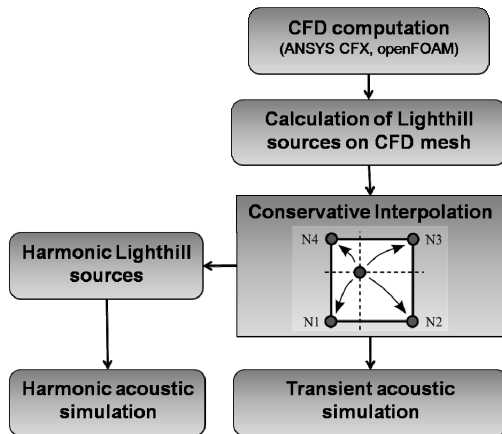 CFD computation
(ANSYS CFX, openFOAM)
Calculation of Lighthill
sources on CFD mesh
Conservative Interpolation
N4
N3
N1
N2
Harmonic Lighthill
sources
Harmonic acoustic
simulation
Transient acoustic
simulation